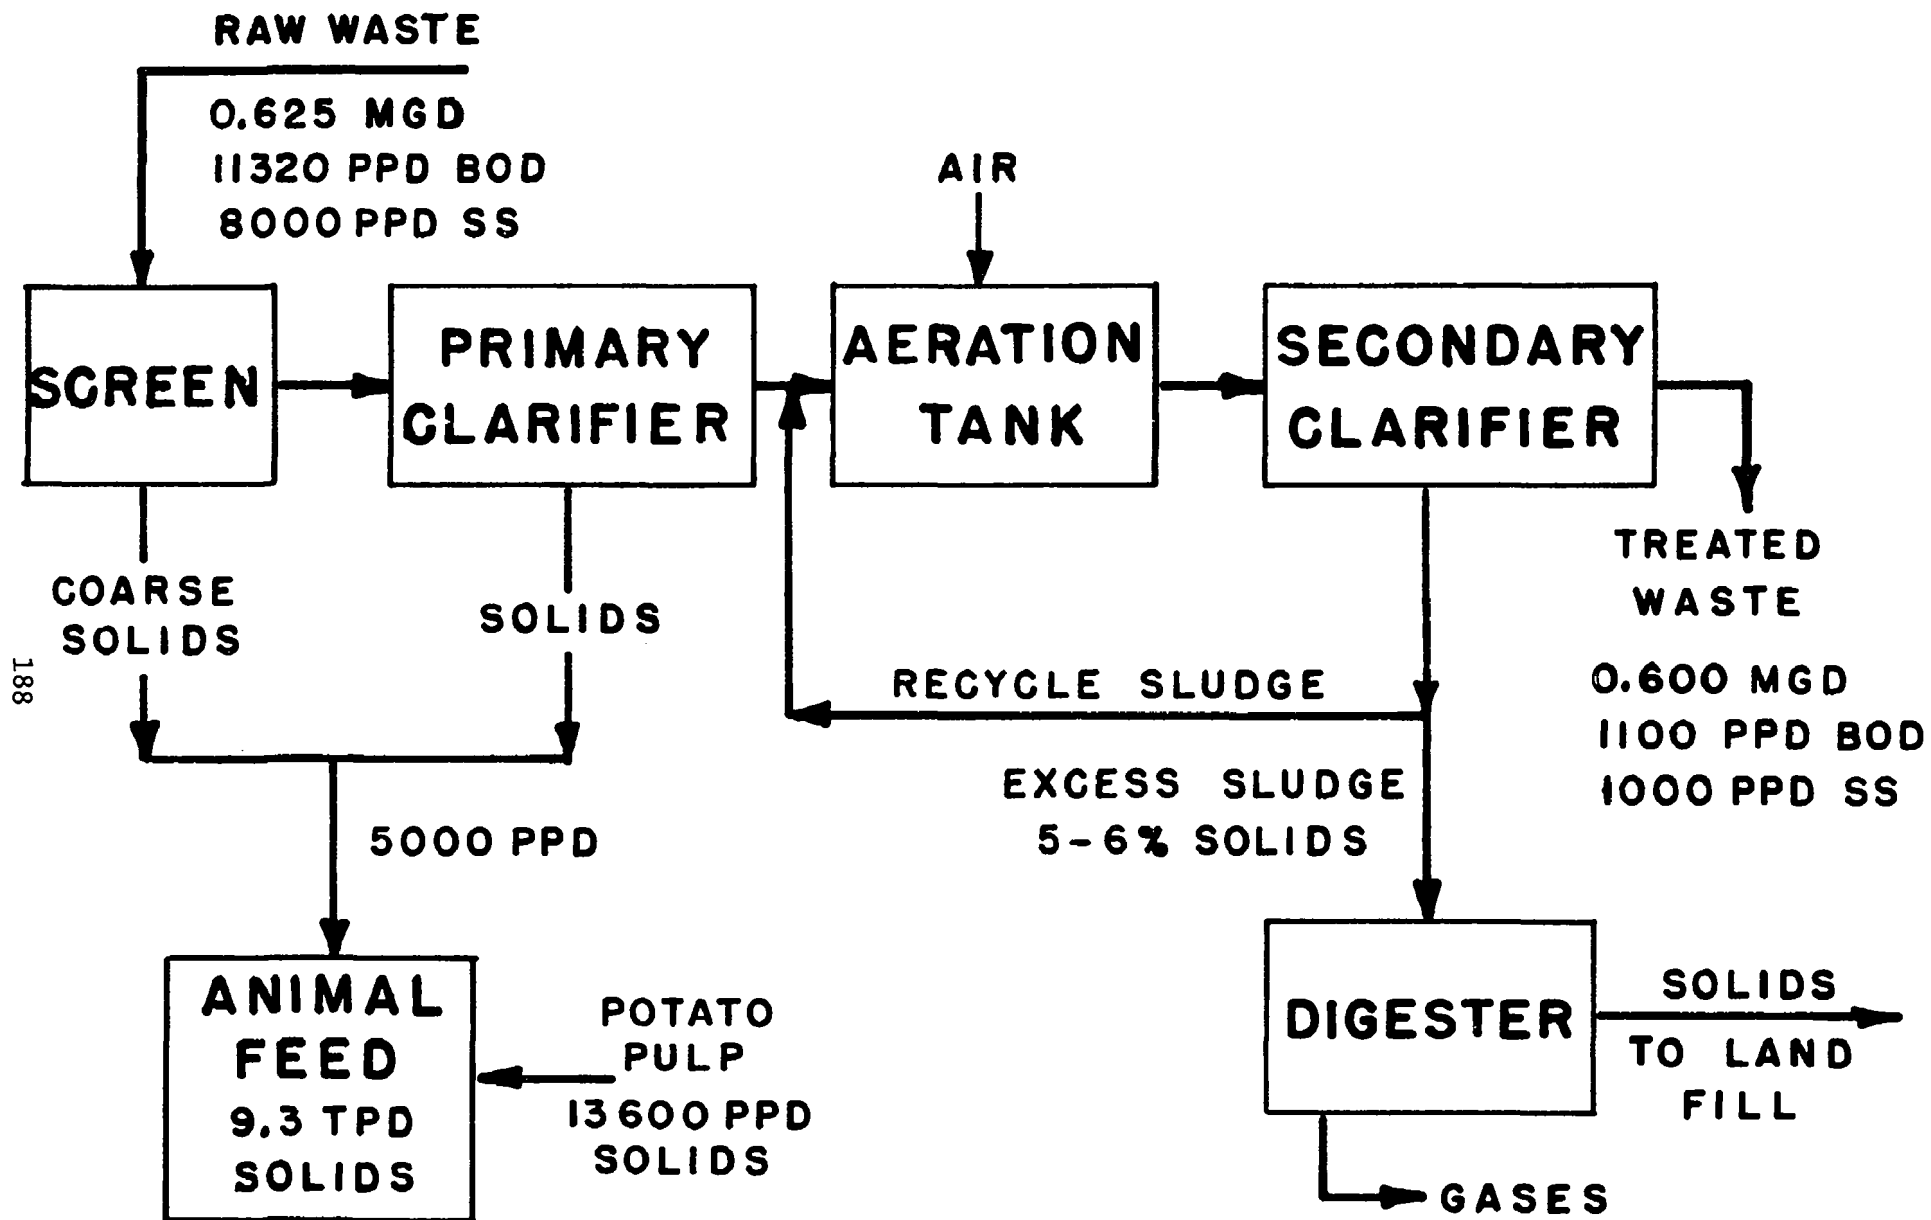 RAW WASTE
0.625 MGD
11320 PPD BOD
8000 PPD SS
AIR
SCREEN
PRIMARY
CLARIFIER
AERATION
TANK
SECONDARY
CLARIFIER
COARSE
SOLIDS
SOLIDS
TREATED
WASTE
0.600 MGD
1100 PPD BOD
1000 PPD SS
RECYCLE SLUDGE
EXCESS SLUDGE
5-6% SOLIDS
188
5000 PPD
ANIMAL
FEED
9.3 TPD
SOLIDS
POTATO
PULP
13600 PPD
SOLIDS
DIGESTER
SOLIDS
TO LAND
FILL
GASES